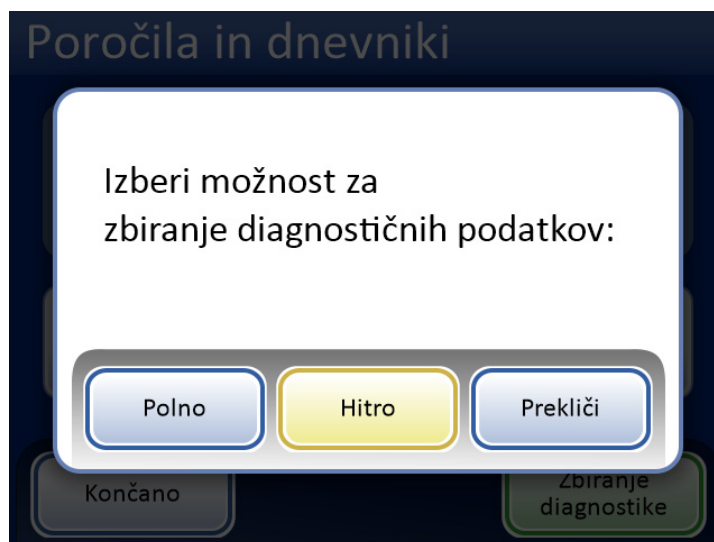 Poročila in dnevniki
Izberi možnost za
zbiranje diagnostičnih podatkov:
Polno
Hitro
Prekliči
Končano
Zbiranje
diagnostike